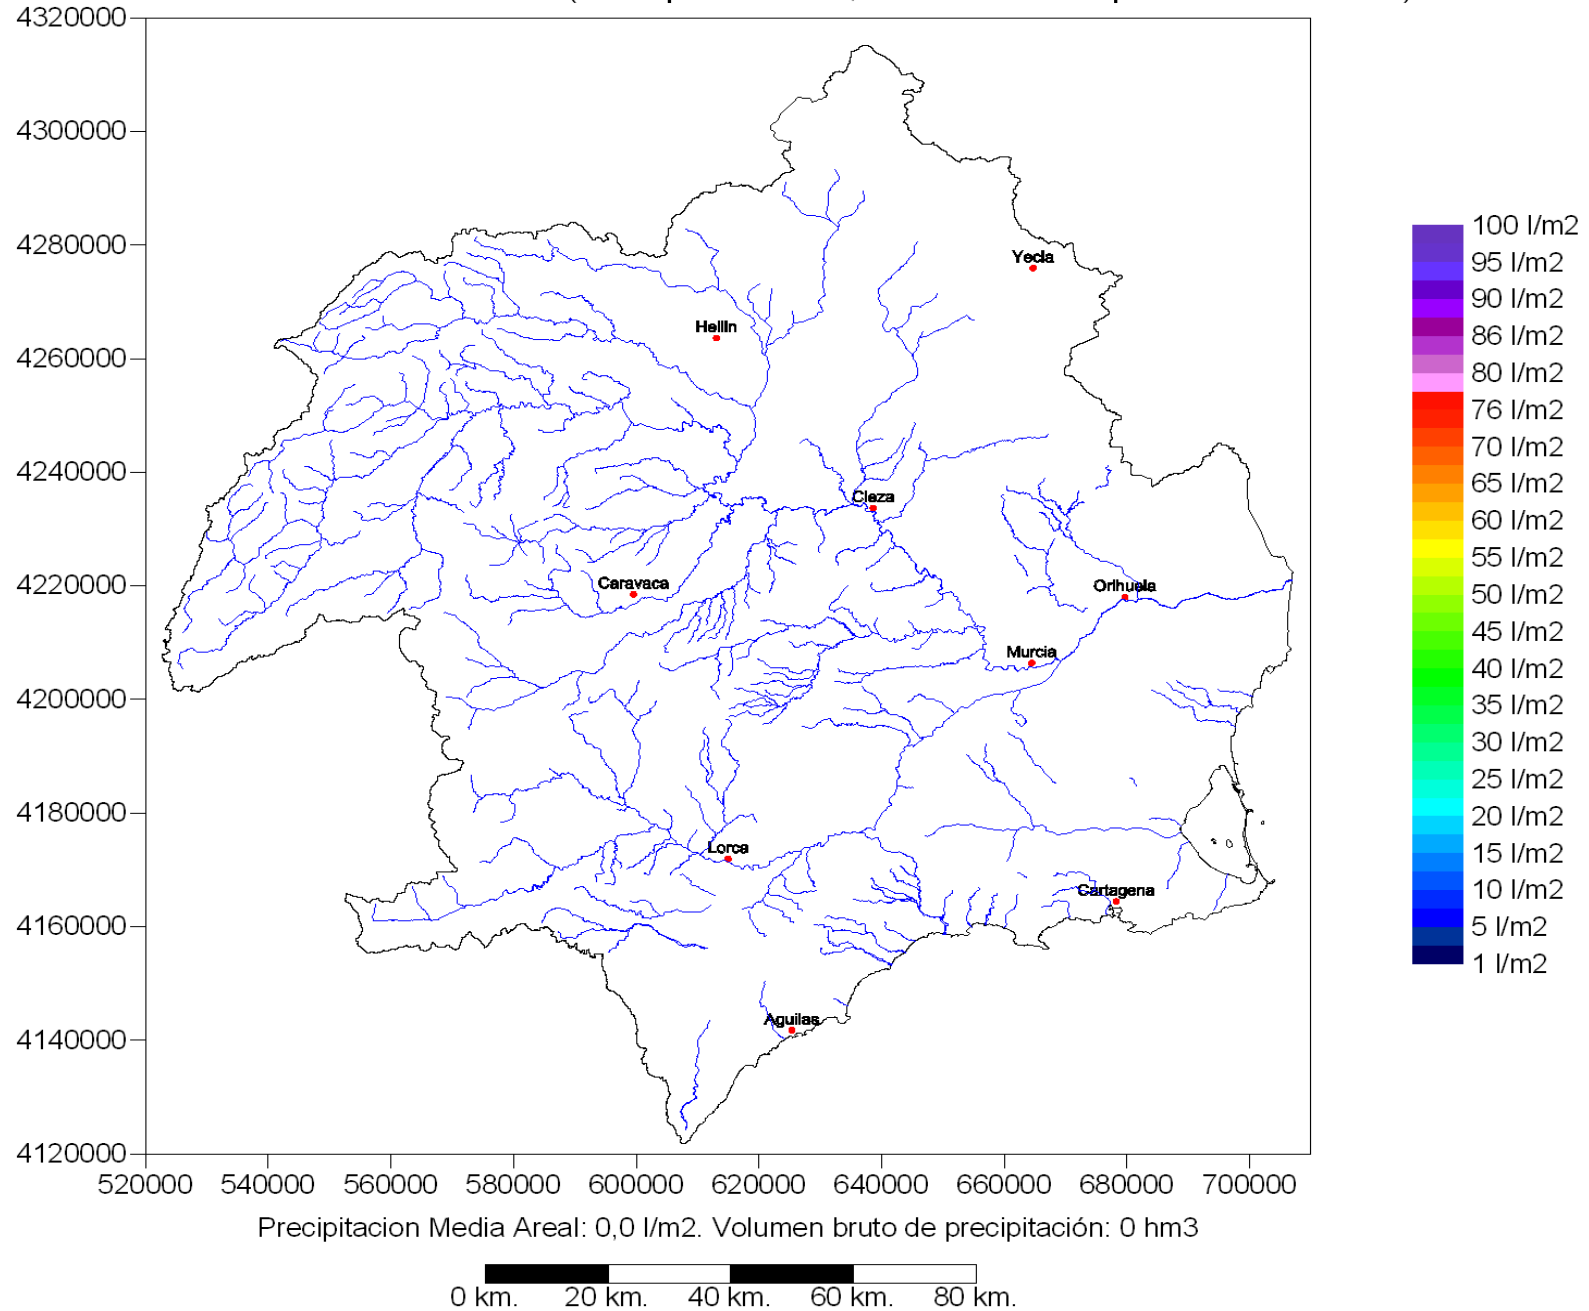 4320000
4300000
4280000
4260000
4240000
4220000
4200000
4180000
4160000
4140000
4120000
520000 540000 560000 580000 600000 620000 640000 660000 680000 700000
Yecla
Hellin
Cieza
Caravaca
Orihuela
Murcia
Lorca
Cartagena
Aguilas
100 l/m2
95 l/m2
90 l/m2
86 l/m2
80 l/m2
76 l/m2
70 l/m2
65 l/m2
60 l/m2
55 l/m2
50 l/m2
45 l/m2
40 l/m2
35 l/m2
30 l/m2
25 l/m2
20 l/m2
15 l/m2
10 l/m2
5 l/m2
1 l/m2
Precipitacion Media Areal: 0,0 l/m2. Volumen bruto de precipitación: 0 hm3
0 km. 20 km. 40 km. 60 km. 80 km.